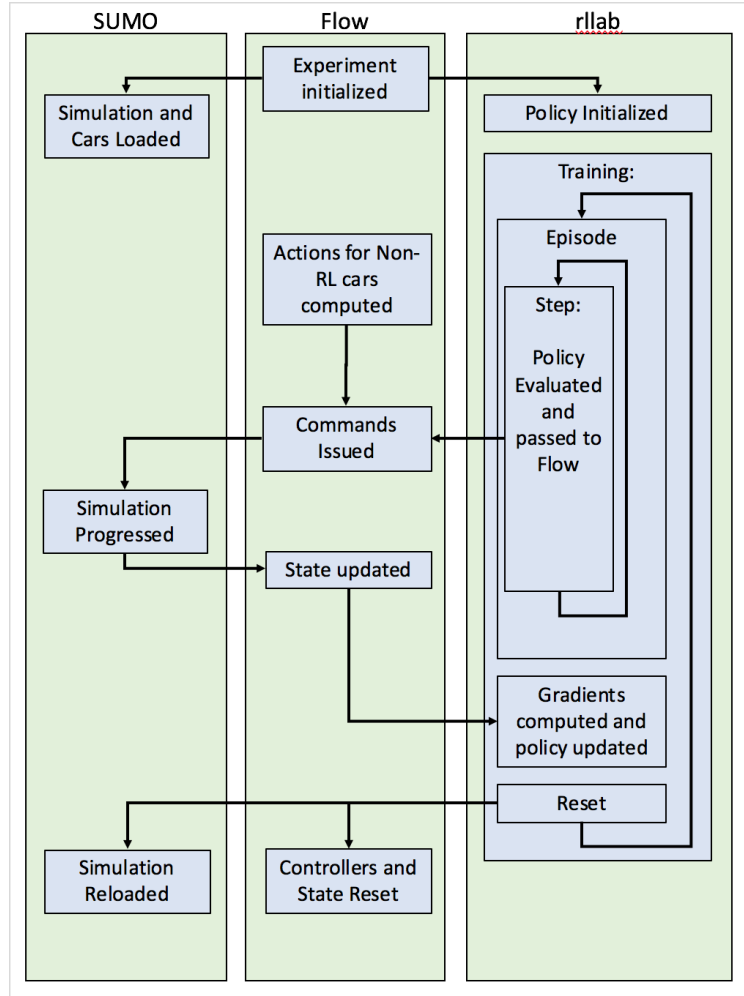 SUMO
Flow
rllab
Experiment
initialized
Simulation and
Cars Loaded
Policy Initialized
Training:
Episode
Actions for Non-
RL cars
computed
Step:
Policy
Evaluated
and
passed to
Flow
Commands
Issued
Simulation
Progressed
State updated
Gradients
computed and
policy updated
Reset
Simulation
Reloaded
Controllers and
State Reset